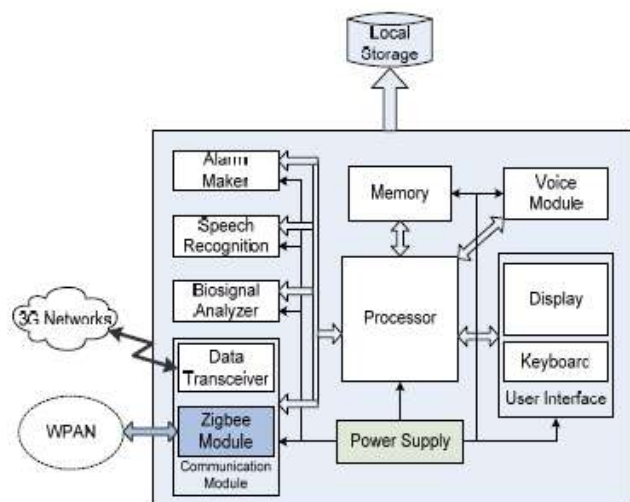 Local
Storage
Alarm
Maker
Memory
Voice
Module
Speech
Recognition
Biosignal
Analyzer
Processor
Display
Keyboard
User Interface
3G Networks
Data
Transceiver
WPAN
Zigbee
Module
Communication
Module
Power Supply